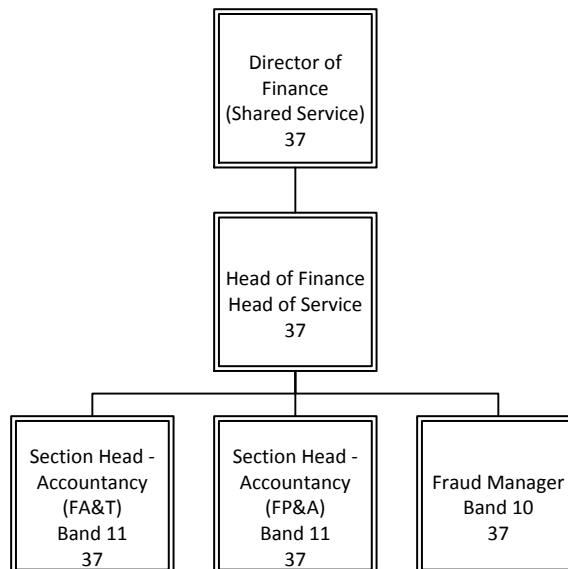 Director of
Finance
(Shared Service)
37
Head of Finance
Head of Service
37
Section Head -
Accountancy
(FA&T)
Band 11
37
Section Head -
Accountancy
(FP&A)
Band 11
37
Fraud Manager
Band 10
37